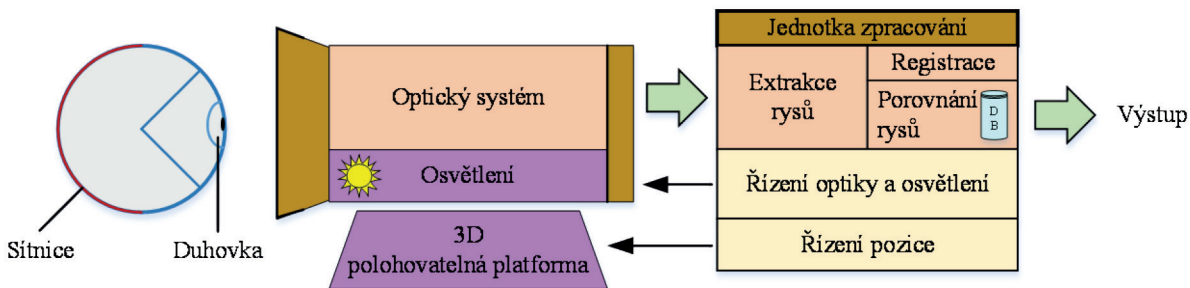 Sítnice
Duhovka
Optický systém
Osvětlení
3D
polohovatelná platforma
Jednotka zpracování
Extrakce
rysů
Registrace
Porovnání
rysů
D
B
Řízení optiky a osvětlení
Řízení pozice
Výstup